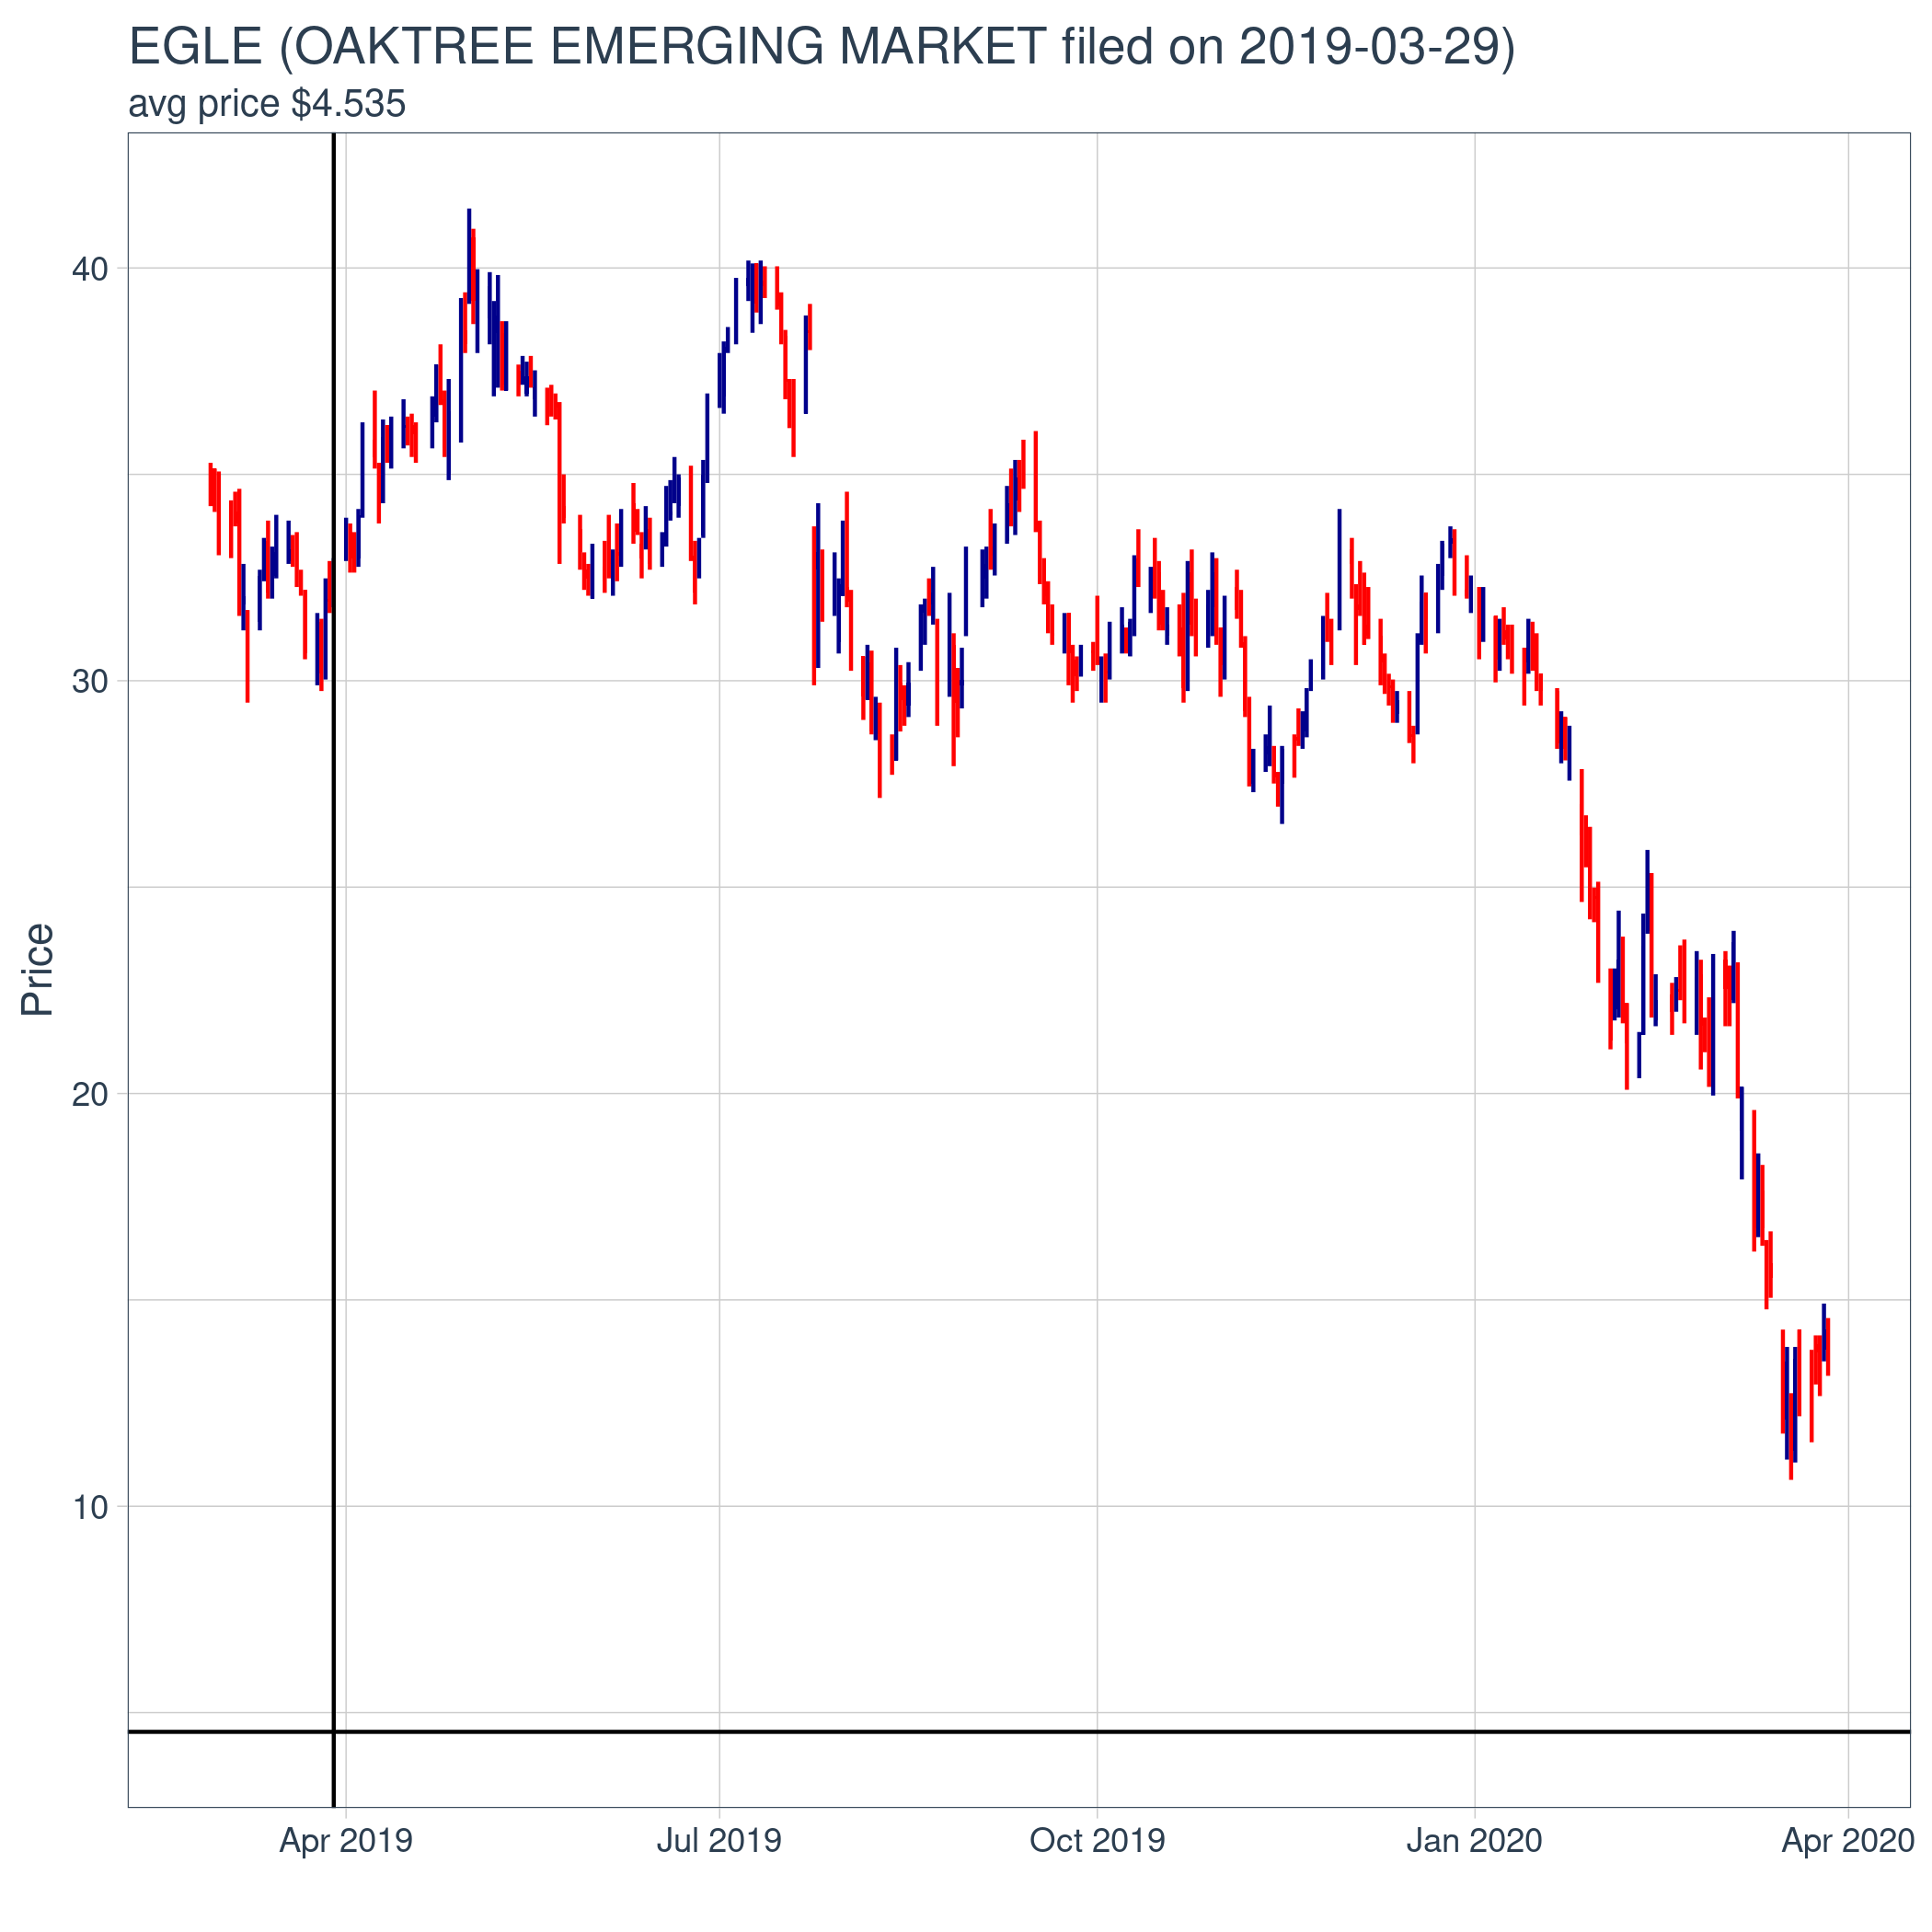 EGLE (OAKTREE EMERGING MARKET filed on 2019-03-29)
avg price $4.535
40
30
20
10
Price
Apr 2019
Jul 2019
Oct 2019
Jan 2020
Apr 2020